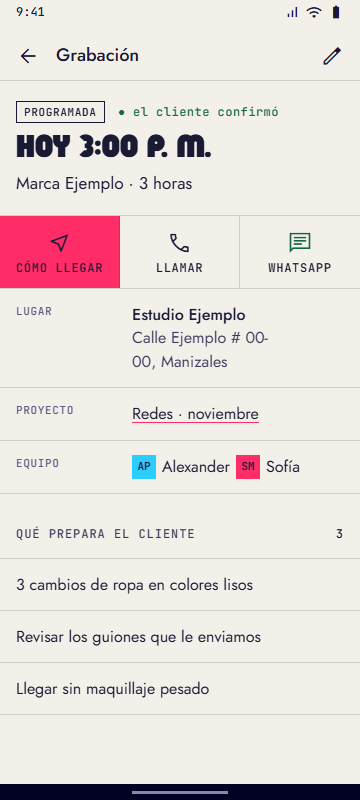 9:41
Grabación
PROGRAMADA • el cliente confirmó
HOY 3:00 P. M.
Marca Ejemplo · 3 horas
CÓMO LLEGAR LLAMAR WHATSAPP
LUGAR Estudio Ejemplo
Calle Ejemplo # 00-
00, Manizales
PROYECTO Redes · noviembre
EQUIPO AP Alexander SM Sofía
QUÉ PREPARA EL CLIENTE 3
3 cambios de ropa en colores lisos
Revisar los guiones que le enviamos
Llegar sin maquillaje pesado